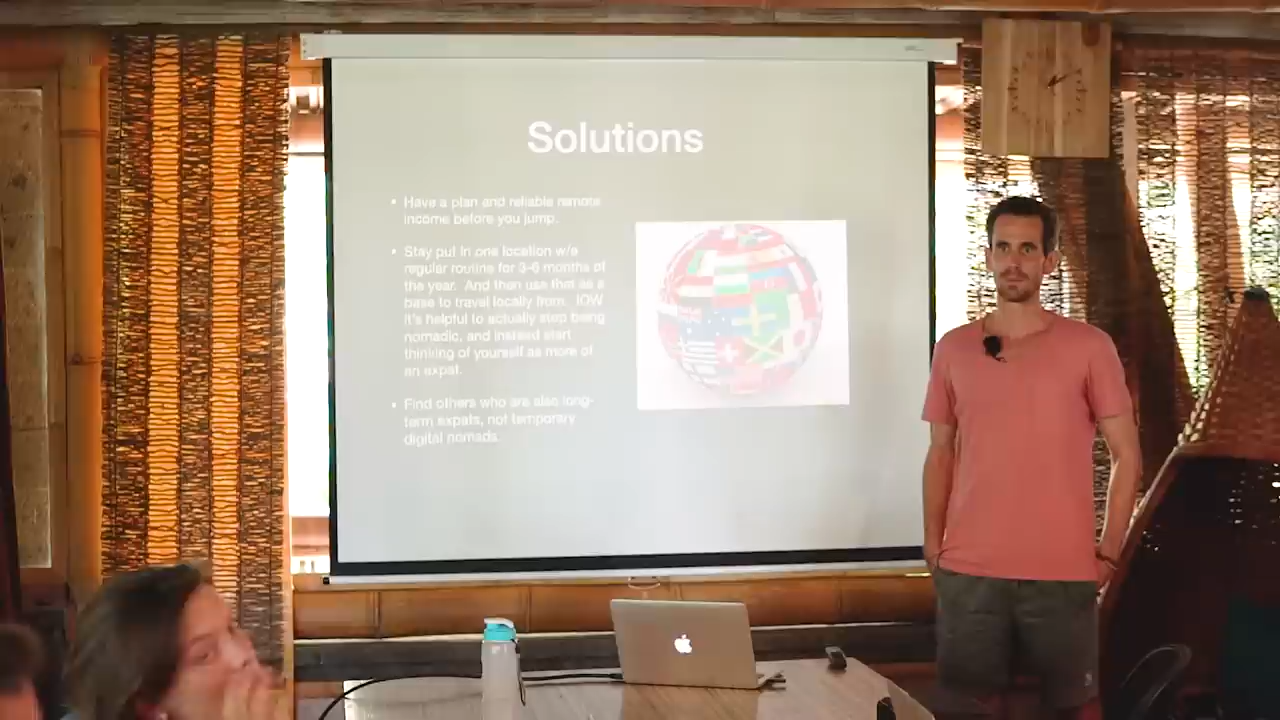 Solutions
• Have a plan and reliable remote
income before you jump.
• Stay put in one location w/a
regular routine for 3-6 months of
the year. And then use that as a
base to travel locally from. IOW
it's helpful to actually stop being
nomadic, and instead start
thinking of yourself as more of
an expat.
• Find others who are also long-
term expats, not temporary
digital nomads.